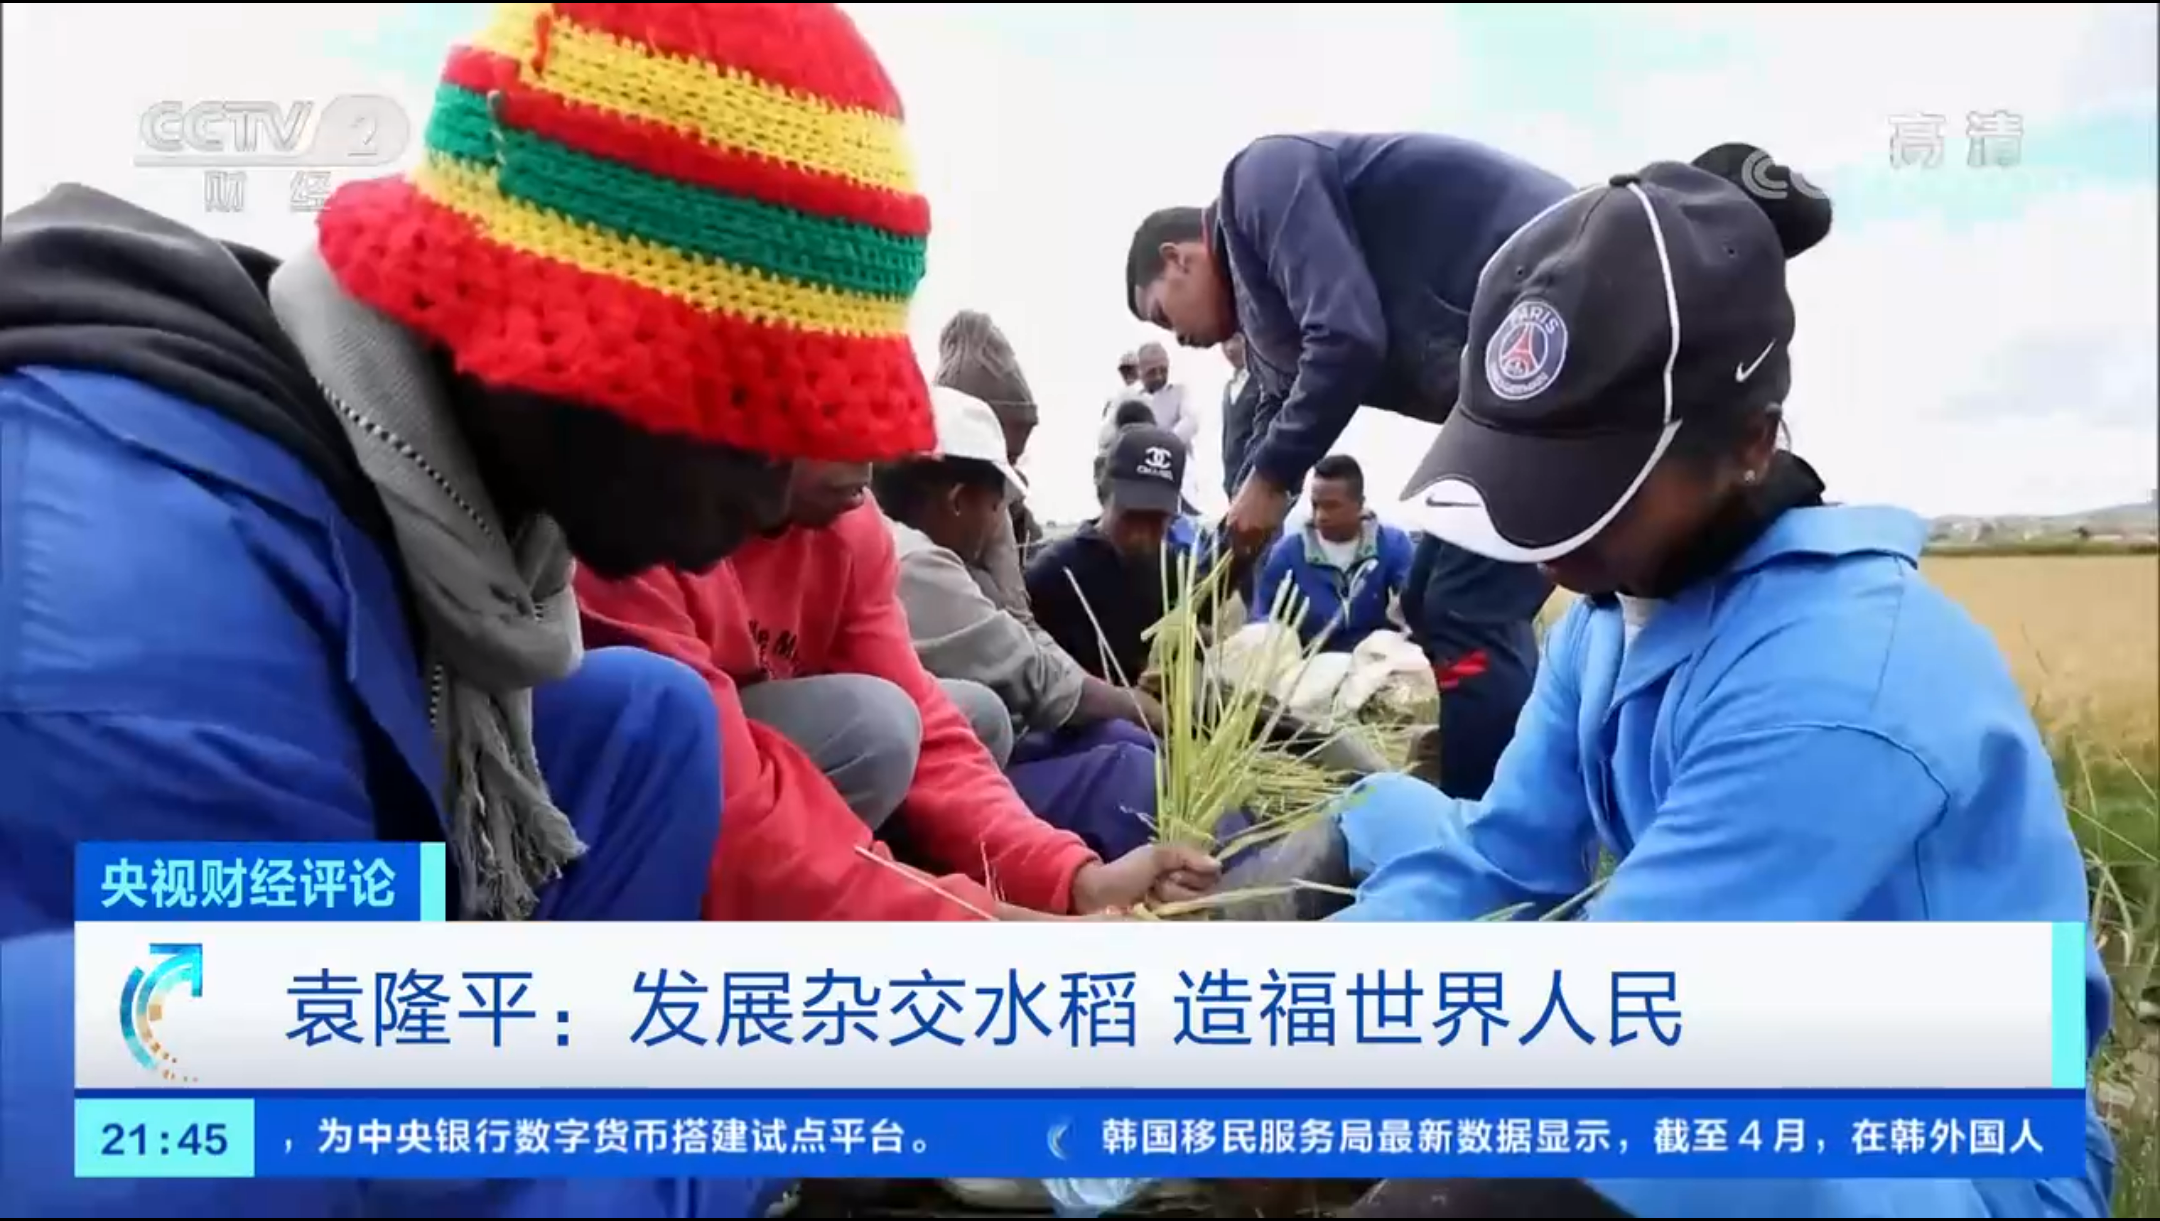 CCTV 2
财经
高清
PARIS
CHANEL
央视财经评论
袁隆平：发展杂交水稻 造福世界人民
21:45
，为中央银行数字货币搭建试点平台。 韩国移民服务局最新数据显示，截至4月，在韩外国人